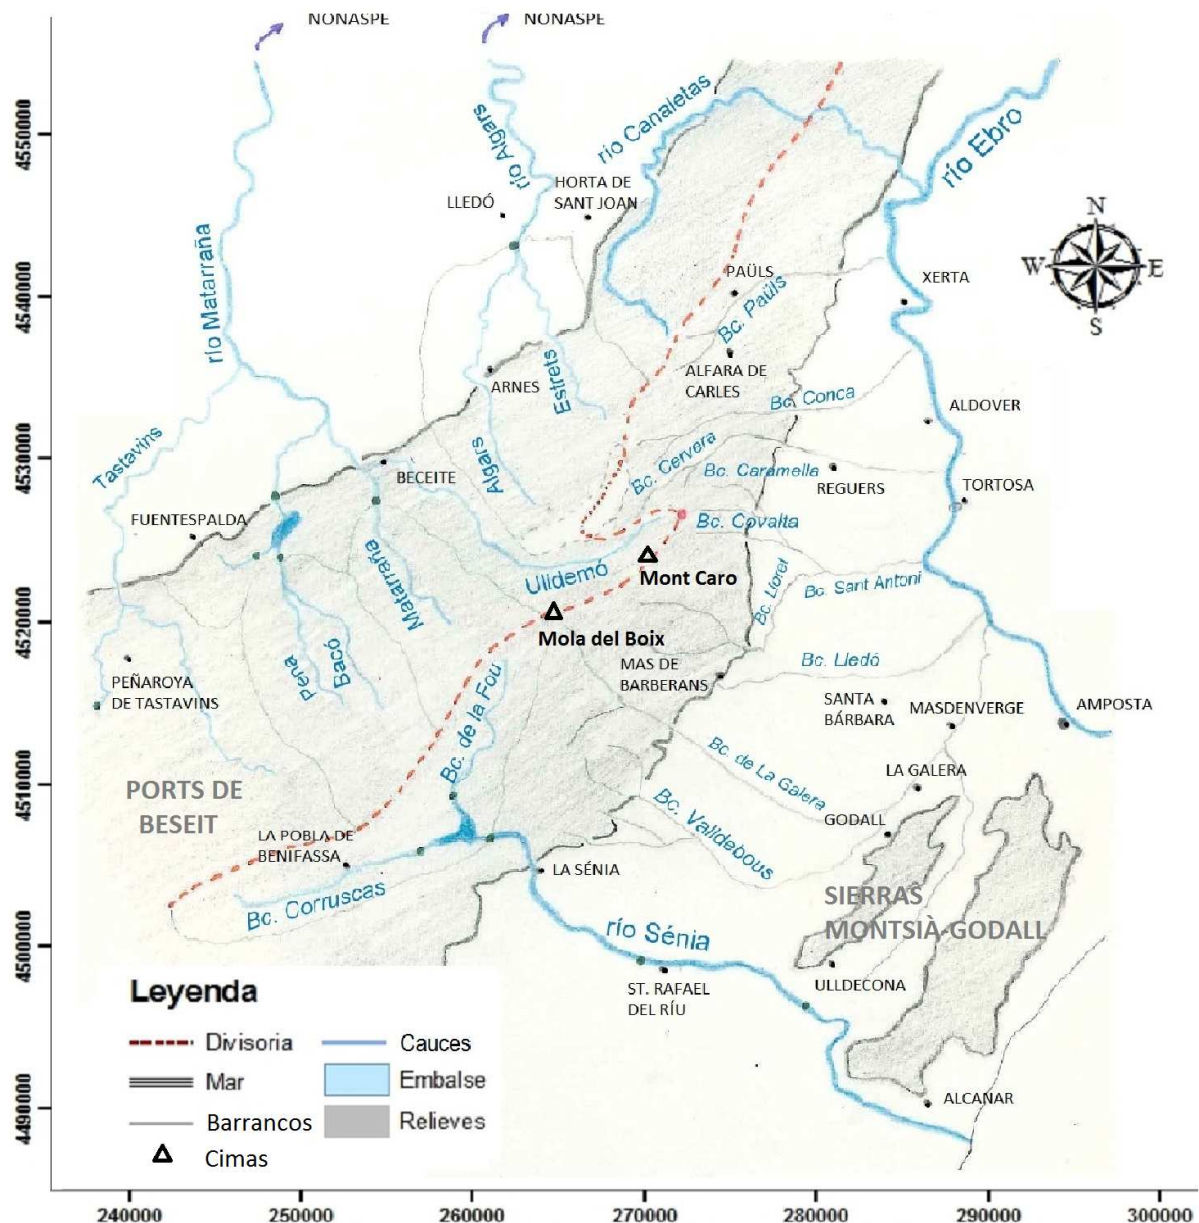 NONASPE
NONASPE
río Canaletas
río Ebro
río Algars
HORTA DE
SANT JOAN
LLEDÓ
N
W
E
S
río Matarraña
PAÜLS
Bc. Paüls
XERTA
ALFARA DE
CARLES
Estrets
ARNES
Bc. Conca
ALDOVER
Tastavins
Algars
Bc. Cervera
Bc. Caramella
REGUERS
TORTOSA
BECEITE
FUENTESPALDA
Bc. Covalta
Ulldemó
Mont Caro
Matarraña
Bc. Lloret
Bc. Sant Antoni
Mola del Boix
Pena
Bacó
MAS DE
BARBERANS
Bc. Lledó
PEÑAROYA
DE TASTAVINS
Bc. de la Fou
SANTA
BÁRBARA
MASDENVERGE
AMPOSTA
Bc. de La Galera
LA GALERA
PORTS DE
BESEIT
Bc. Valldebous
GODALL
LA POBLA DE
BENIFASSA
LA SÉNIA
Bc. Corruscas
SIERRAS
MONTSIÀ-GODALL
río Sénia
ULLDECONA
ST. RAFAEL
DEL RÍU
ALCANAR
Leyenda
Divisoria
Cauces
Mar
Embalse
Barrancos
Relieves
Cimas
4550000
4540000
4530000
4520000
4510000
4500000
4490000
240000
250000
260000
270000
280000
290000
300000